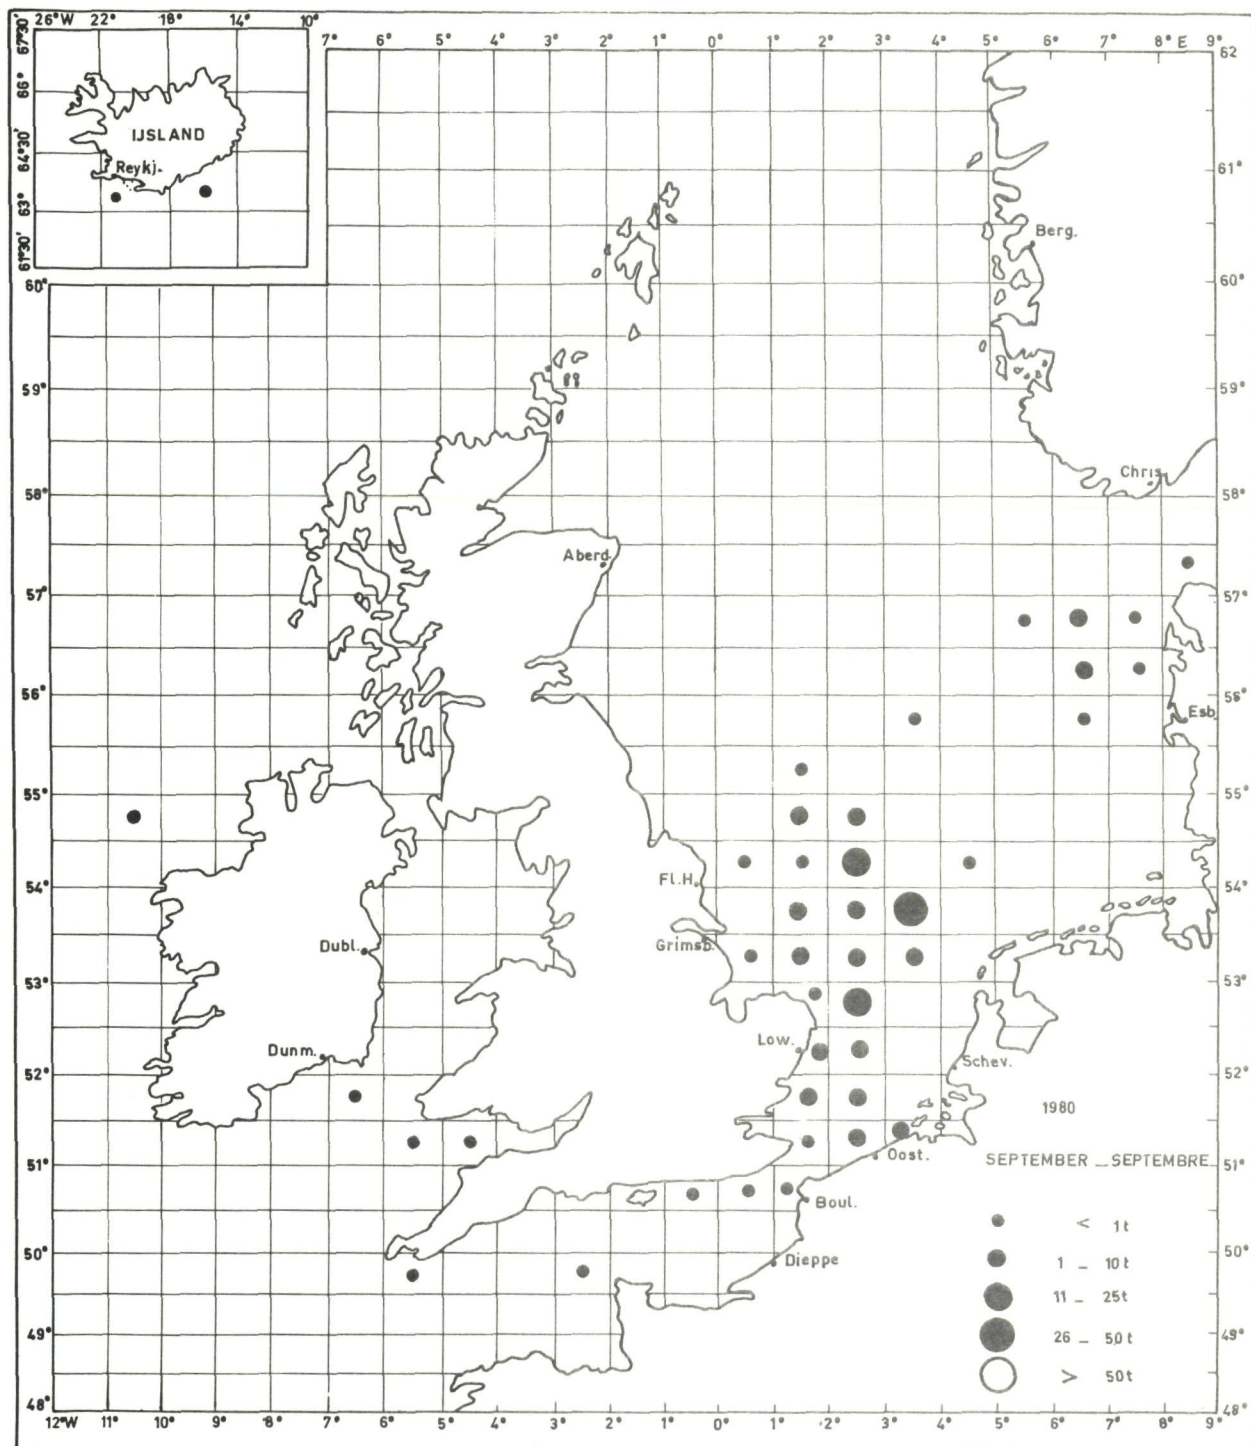 26°W 22° 18° 14° 10°
67°30'
66°
64°30'
63°
61°30'
IJSLAND
Reykj.
7° 6° 5° 4° 3° 2° 1° 0° 1° 2° 3° 4° 5° 6° 7° 8° E 9°
62
61°
60°
59°
58°
57°
56°
55°
54°
53°
52°
51°
50°
49°
48°
60°
59°
58°
57°
56°
55°
54°
53°
52°
51°
50°
49°
48°
Berg.
Chris
Aberd.
Esb
Fl.H.
Grimsb.
Dubl.
Dunm.
Low.
Schev.
Oost.
Boul.
Dieppe
1980
SEPTEMBER _ SEPTEMBRE
< 1t
1 _ 10t
11 _ 25t
26 _ 50t
> 50t
12°W 11° 10° 9° 8° 7° 6° 5° 4° 3° 2° 1° 0° 1° 2° 3° 4° 5° 6° 7° 8° 9°